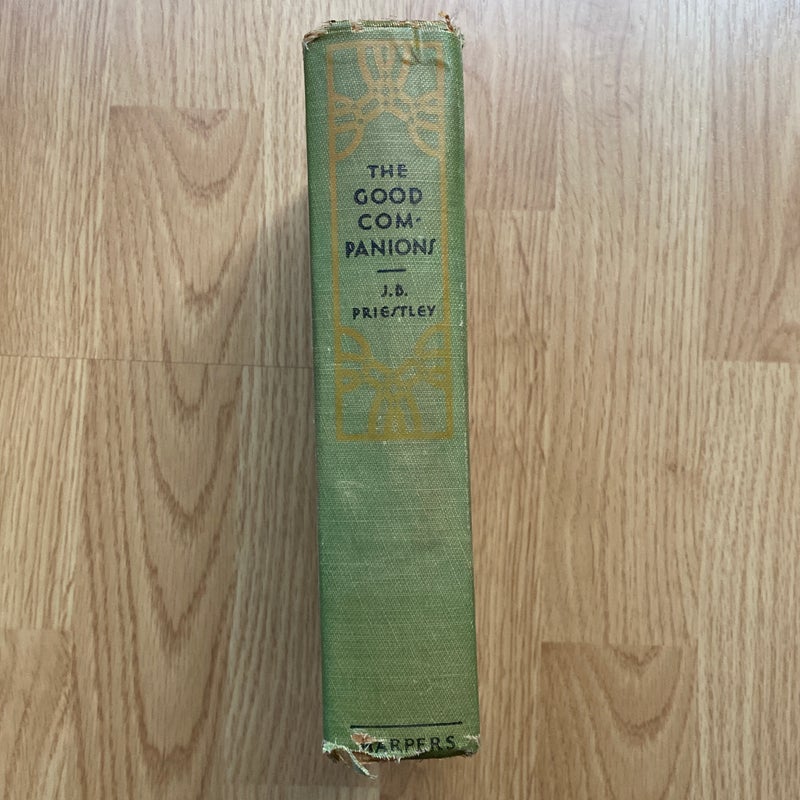 THE
GOOD
COM-
PANIONS
J.B.
PRIESTLEY
HARPERS